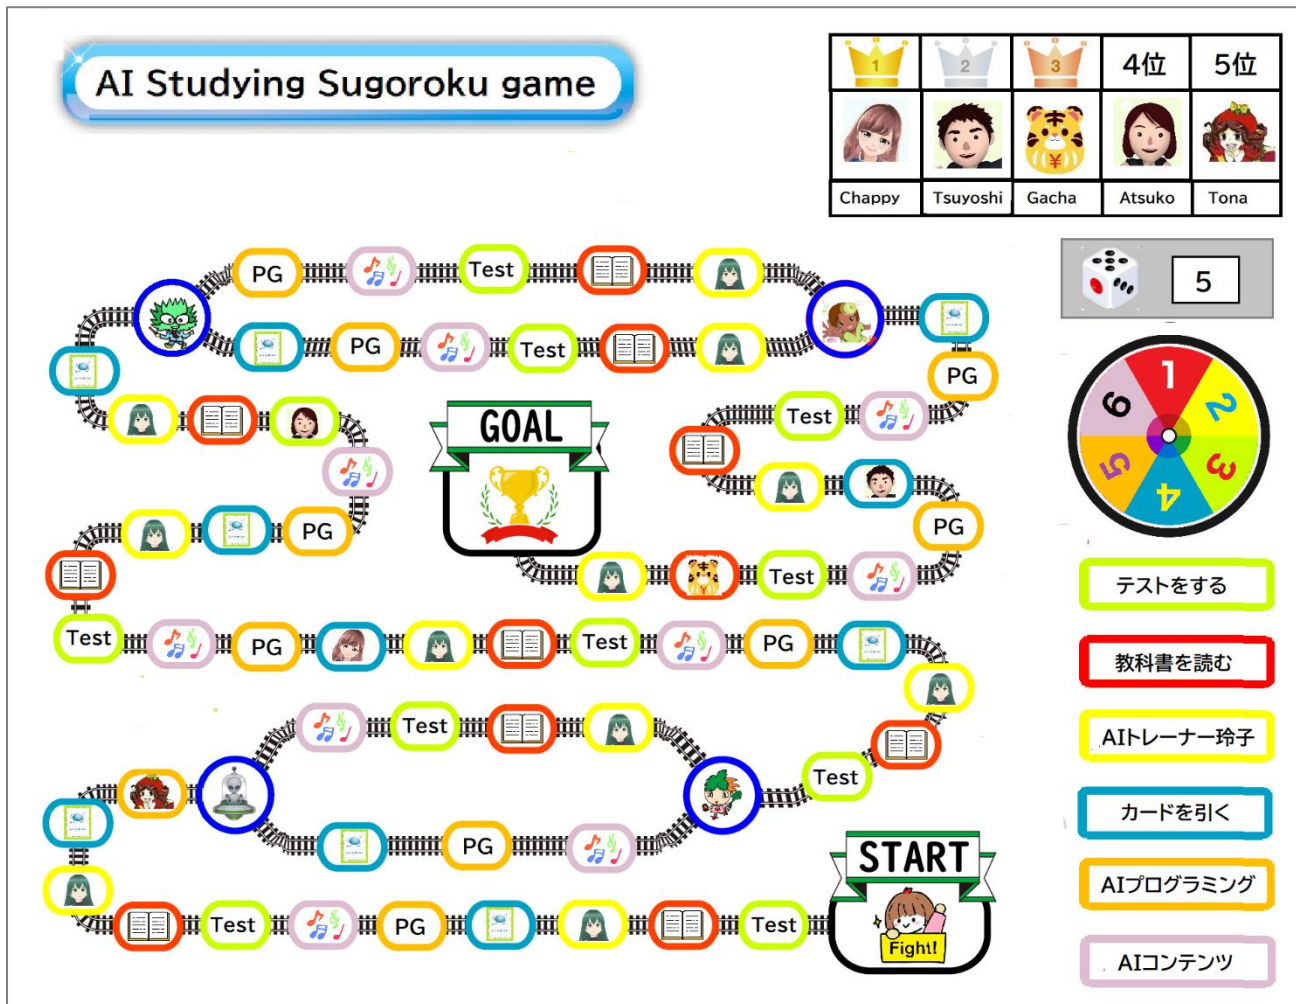 AI Studying Sugoroku game
1 2 3 4位 5位
Chappy Tsuyoshi Gacha Atsuko Tona
5
PG Test
PG Test
PG
Test
GOAL
1
2
3
4
5
6
PG
PG
Test
テストをする
Test PG Test PG
教科書を読む
Test
AIトレーナー玲子
Test
カードを引く
PG
START
AIプログラミング
Test PG Test
Fight!
AIコンテンツ